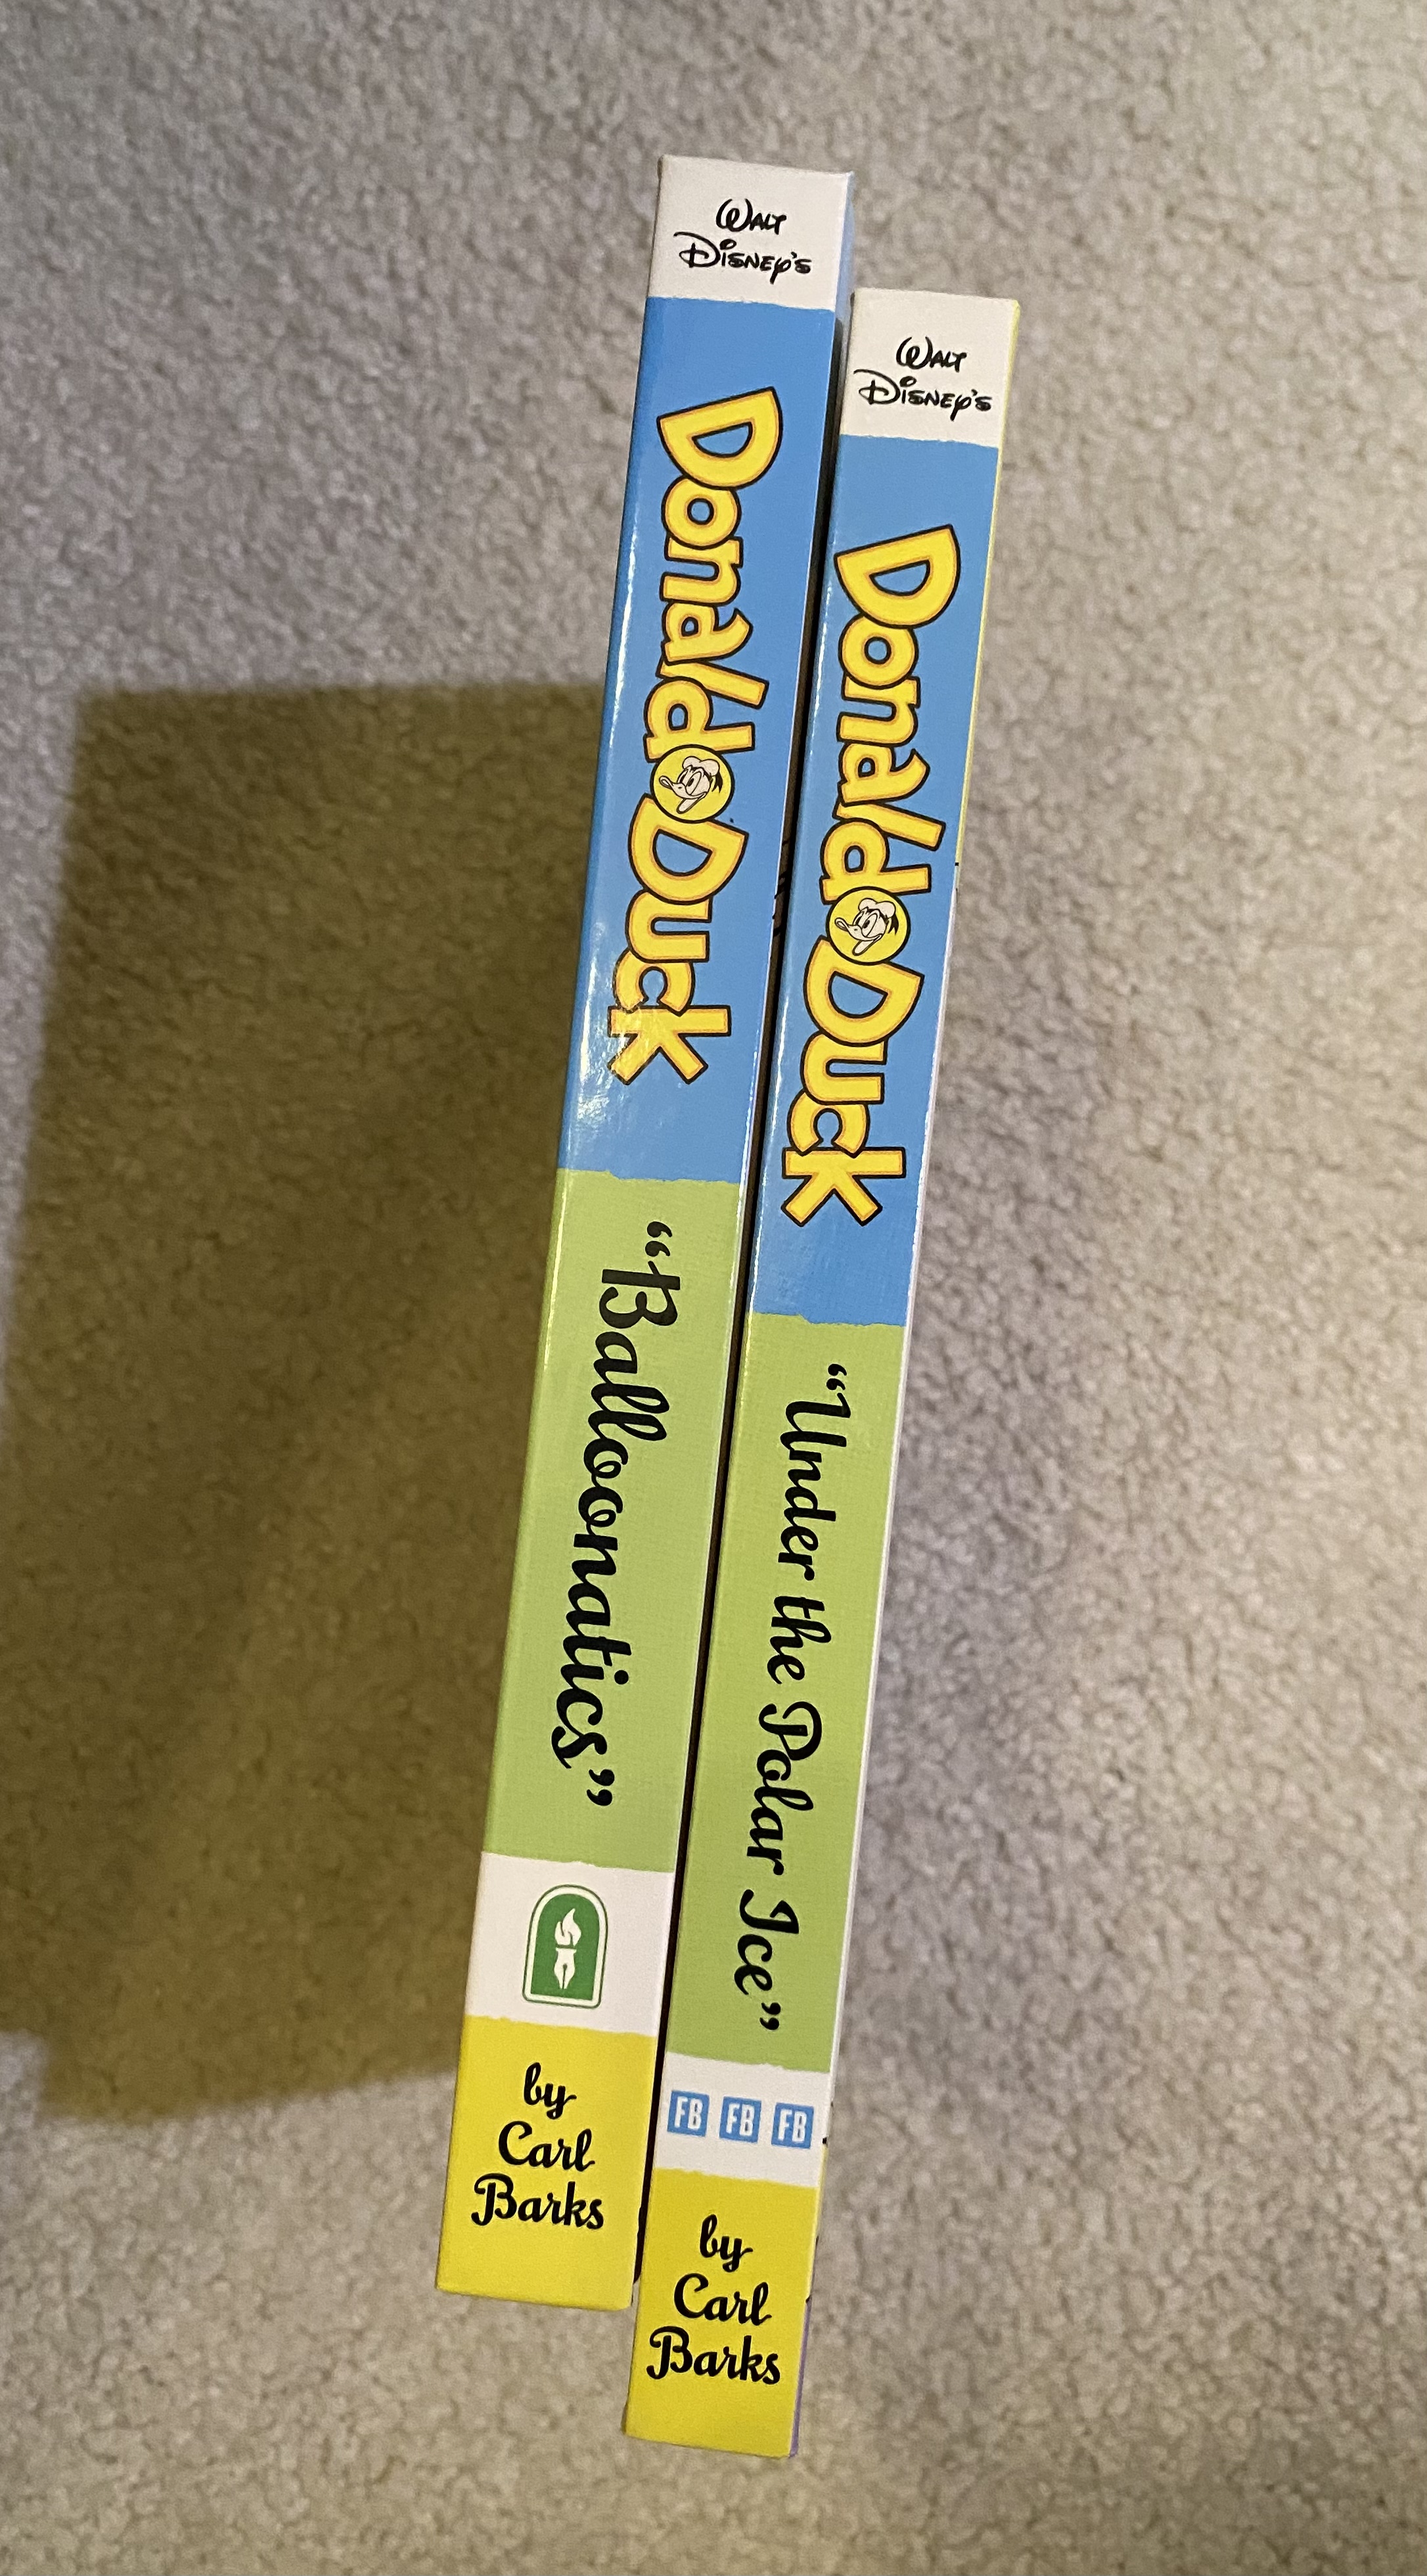 WALT
DISNEY'S
Donald Duck
“Balloonatics”
by
Carl
Barks
WALT
DISNEY'S
Donald Duck
“Under the Polar Ice”
FB FB FB
by
Carl
Barks